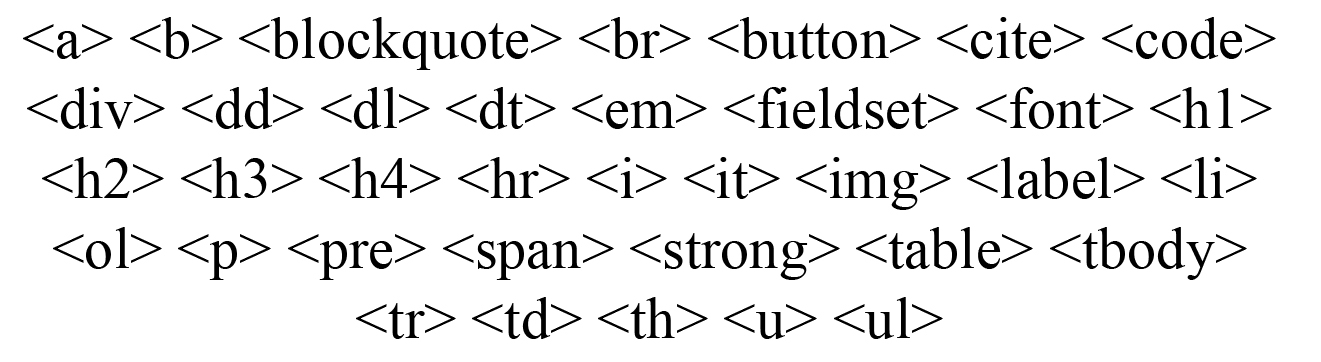 <a> <b> <blockquote> <br> <button> <cite> <code>
<div> <dd> <dl> <dt> <em> <fieldset> <font> <h1>
<h2> <h3> <h4> <hr> <i> <it> <img> <label> <li>
<ol> <p> <pre> <span> <strong> <table> <tbody>
<tr> <td> <th> <u> <ul>